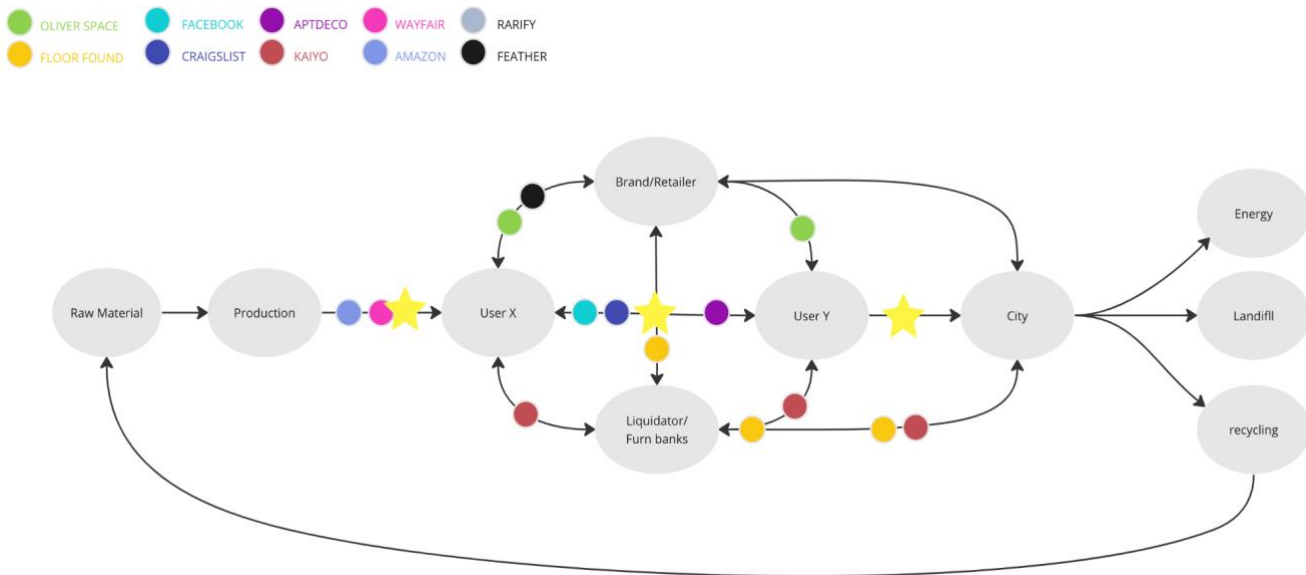 OLIVER SPACE
FACEBOOK
APTDECO
WAYFAIR
RARIFY
FLOOR FOUND
CRAIGSLIST
KAIYO
AMAZON
FEATHER
Brand/Retailer
Energy
Raw Material
Production
User X
User Y
City
Landifll
Liquidator/
Furn banks
recycling